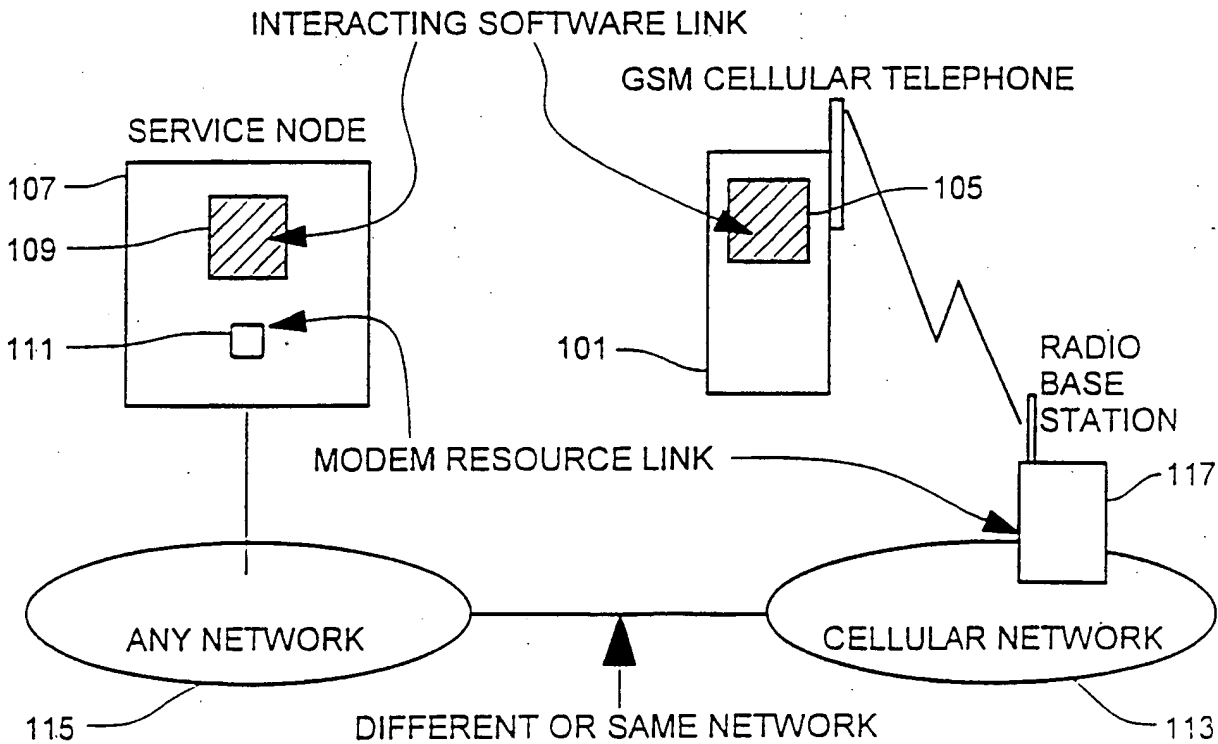 INTERACTING SOFTWARE LINK
GSM CELLULAR TELEPHONE
SERVICE NODE
107
105
109
111
101
RADIO
BASE
STATION
MODEM RESOURCE LINK
117
ANY NETWORK
CELLULAR NETWORK
115
DIFFERENT OR SAME NETWORK
113